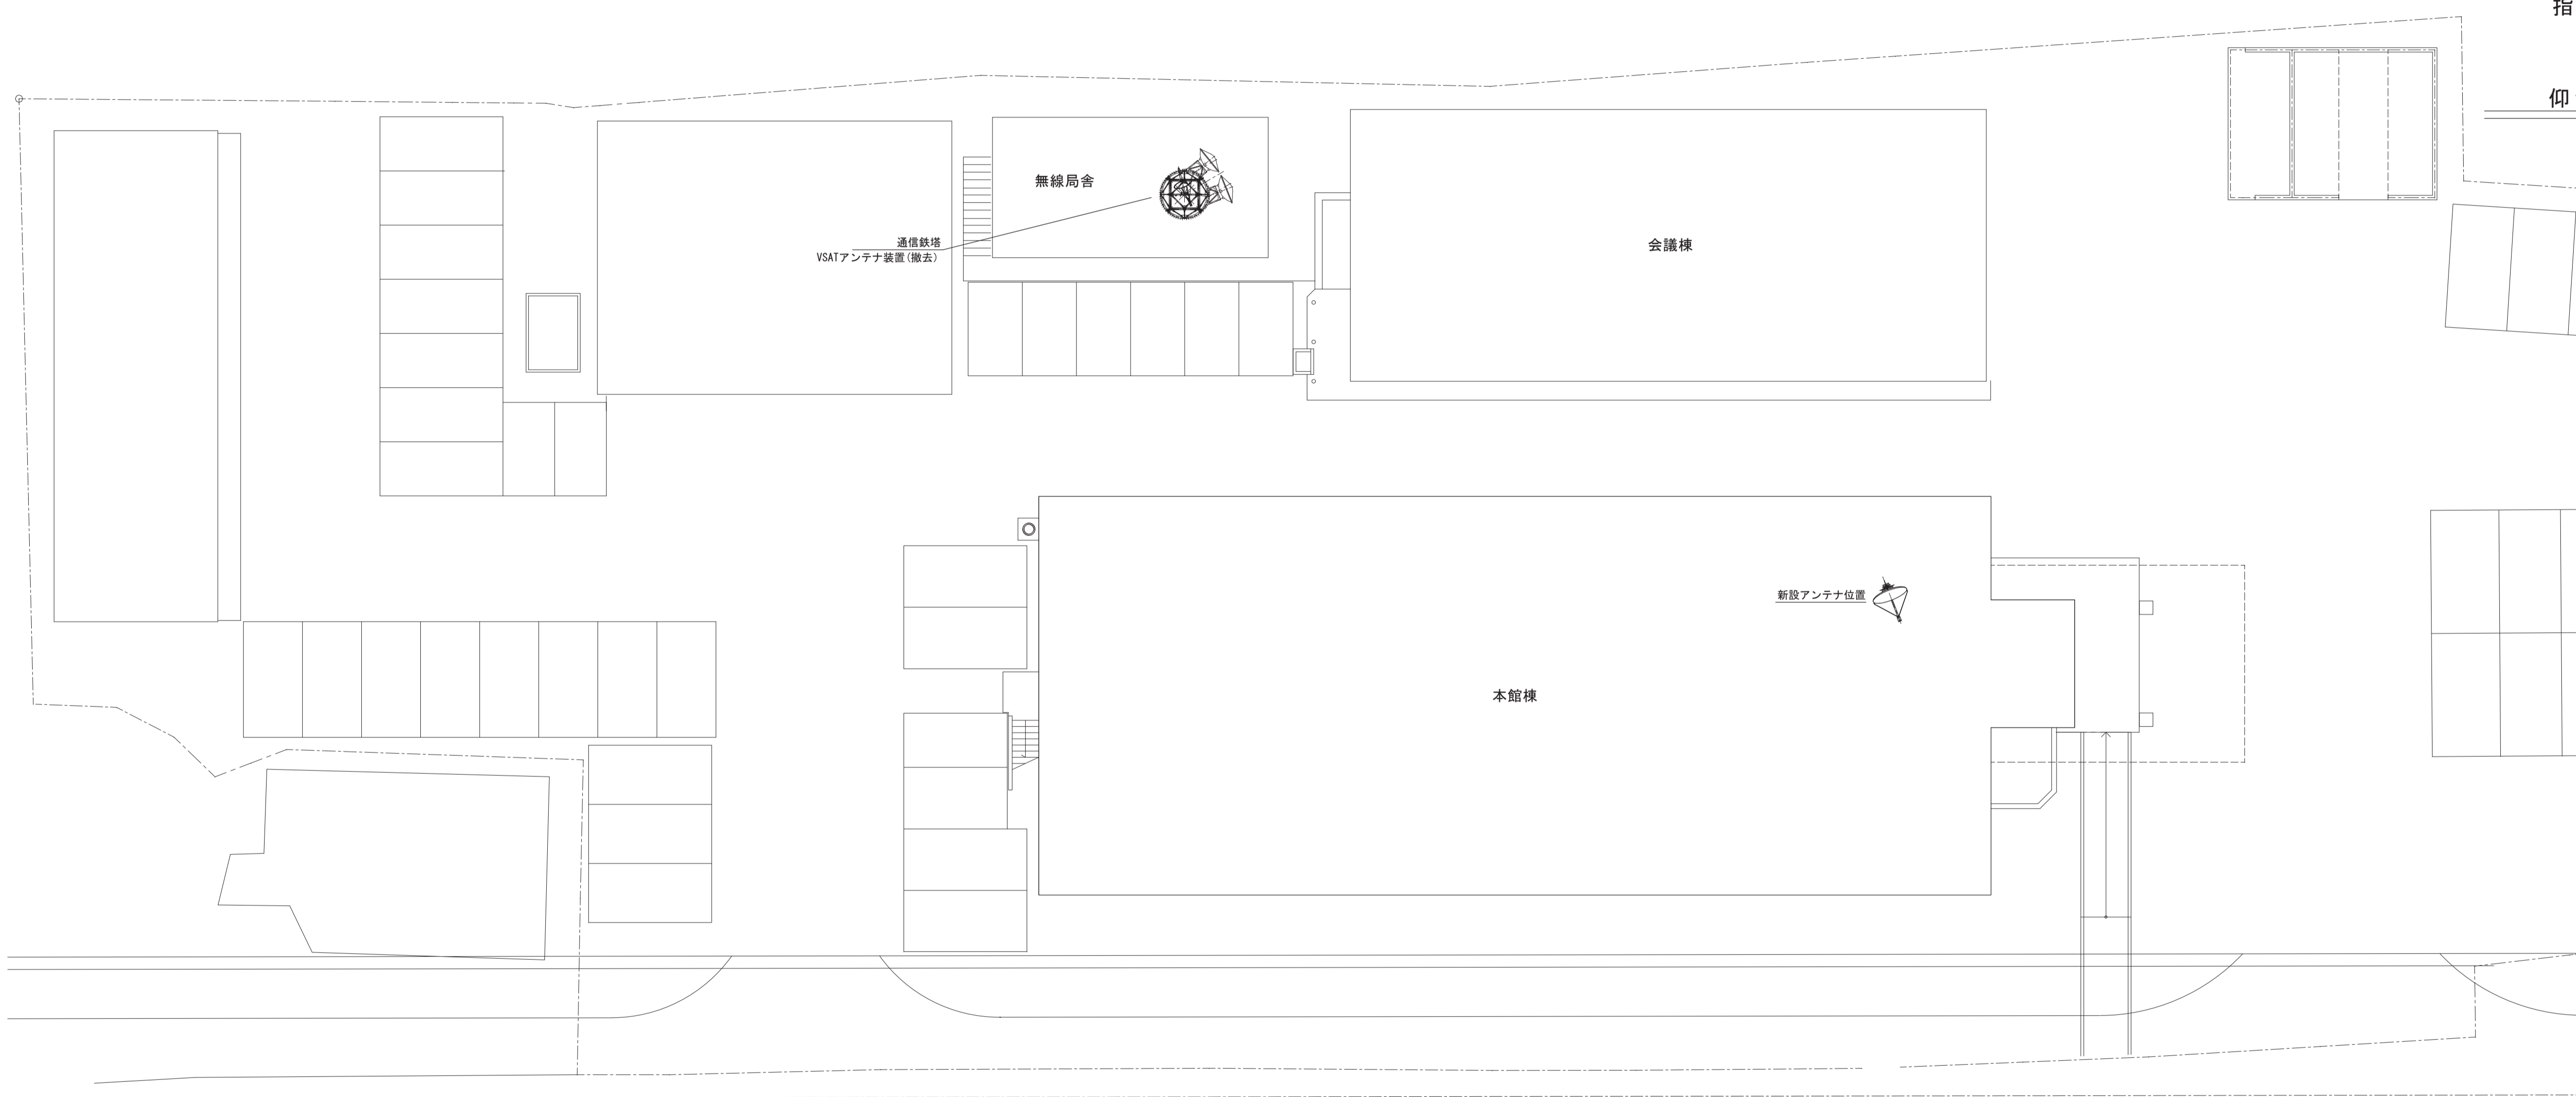 指
仰
無線局舎
通信鉄塔
VSATアンテナ装置(撤去)
会議棟
新設アンテナ位置
本館棟